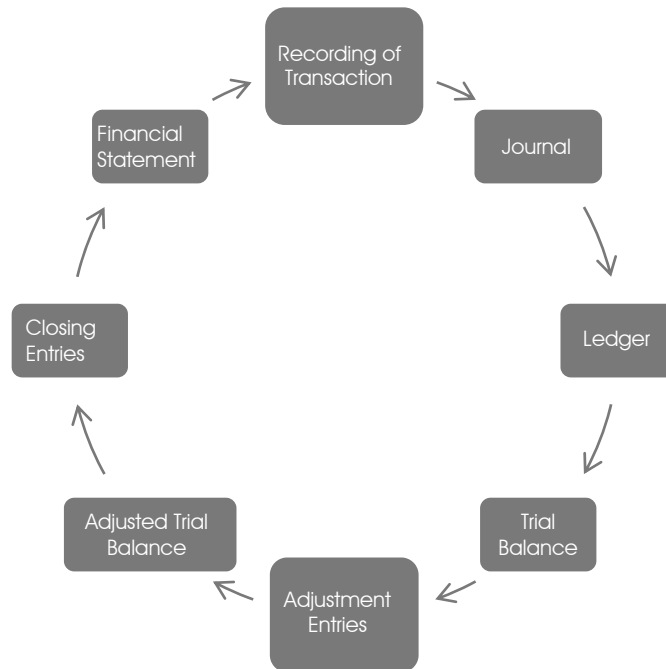 Recording of
Transaction
Journal
Ledger
Trial
Balance
Adjustment
Entries
Adjusted Trial
Balance
Closing
Entries
Financial
Statement